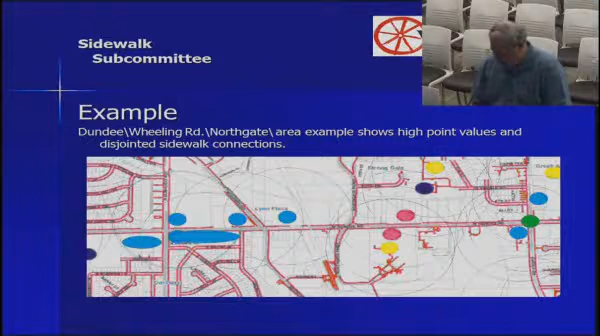 Sidewalk
Subcommittee
Example
Dundee\Wheeling Rd.\Northgate\ area example shows high point values and
disjointed sidewalk connections.